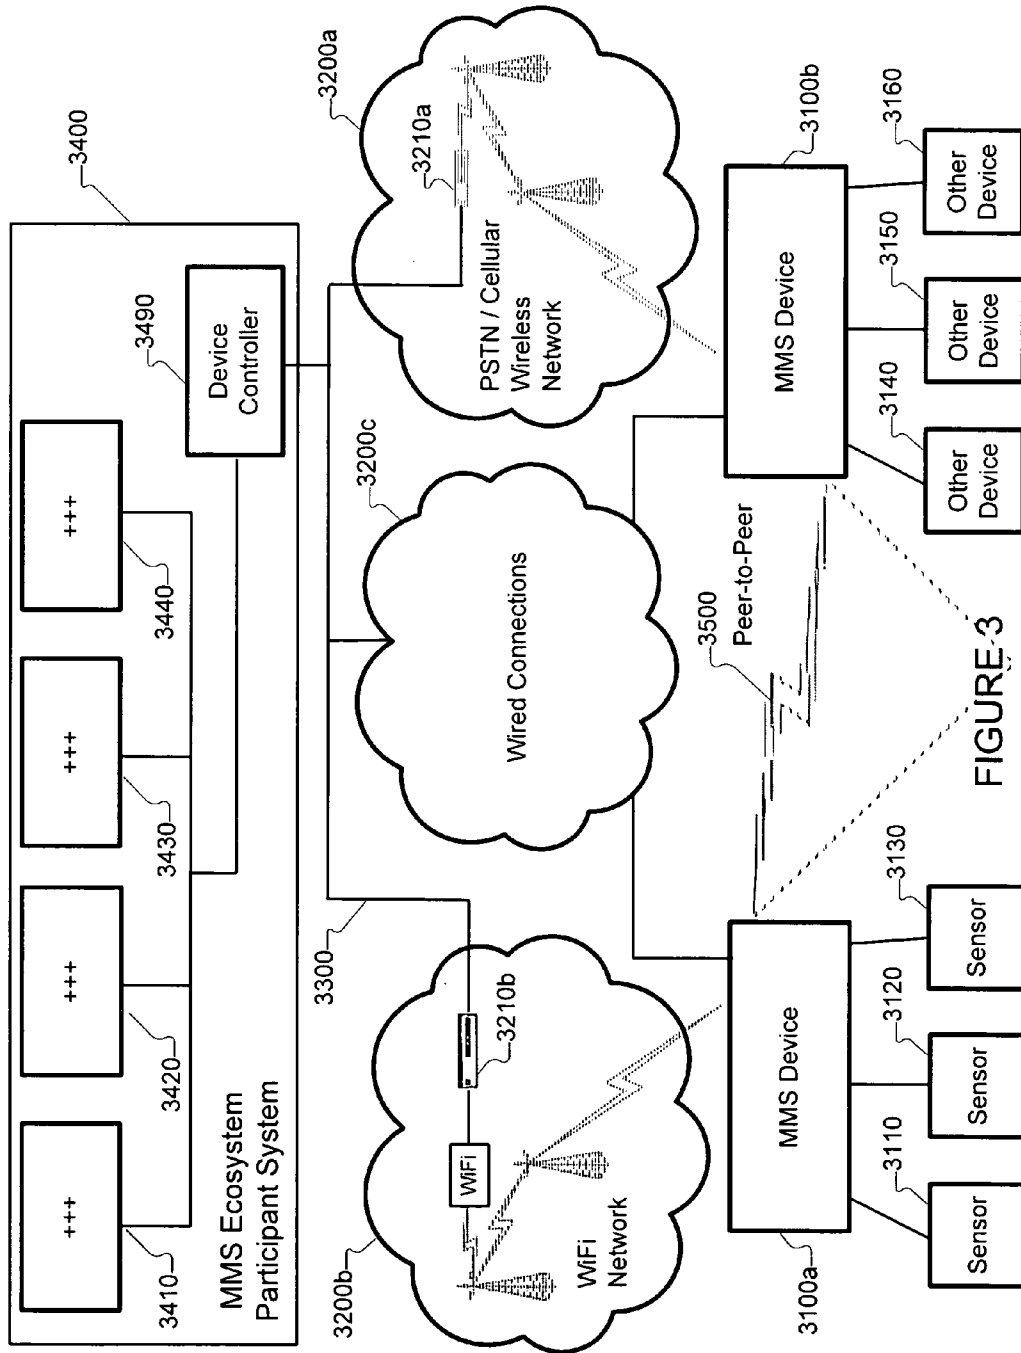 3400
+++
3410
+++
3420
+++
3430
+++
3440
3490
Device
Controller
MMS Ecosystem
Participant System
3300
3200b
WiFi
3210b
WiFi
Network
3200c
Wired Connections
3200a
3210a
PSTN / Cellular
Wireless
Network
3500
Peer-to-Peer
3100a
MMS Device
3100b
MMS Device
3110
Sensor
3120
Sensor
3130
Sensor
3140
Other
Device
3150
Other
Device
3160
Other
Device
FIGURE 3